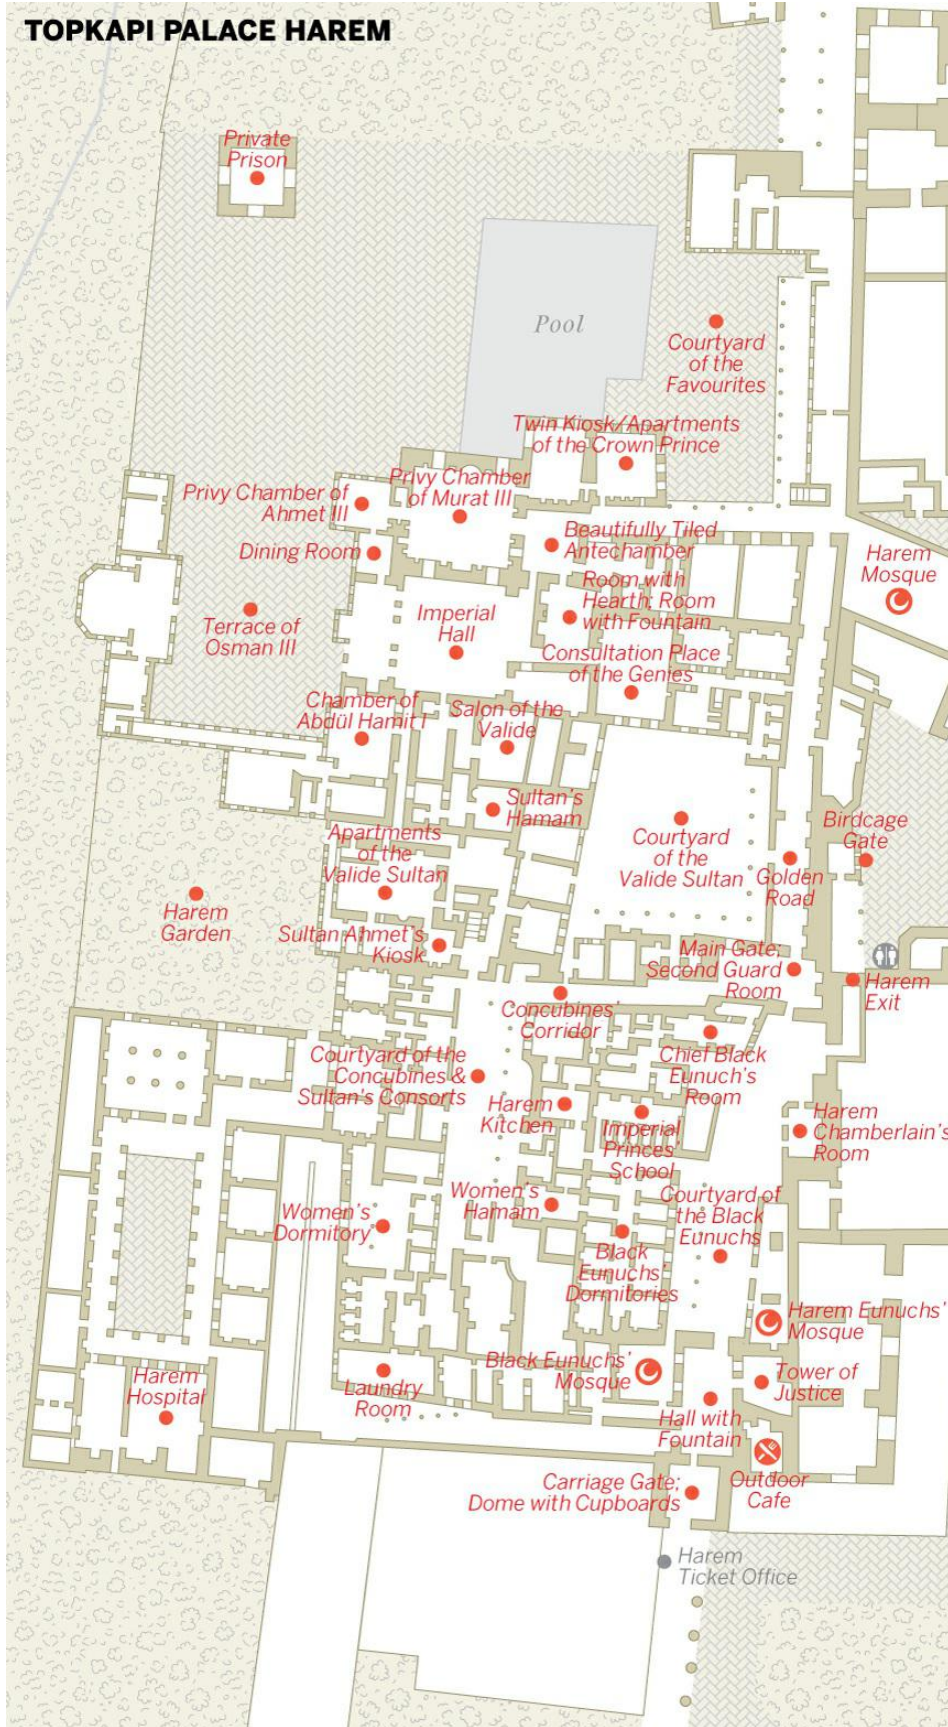 TOPKAPI PALACE HAREM
Private
Prison
Pool
Courtyard
of the
Favourites
Twin Kiosk/Apartments
of the Crown Prince
Privy Chamber
of Murat III
Privy Chamber of
Ahmet III
Beautifully Tiled
Antechamber
Dining Room
Harem
Mosque
Room with
Hearth; Room
with Fountain
Imperial
Hall
Terrace of
Osman III
Consultation Place
of the Genies
Chamber of
Abdül Hamit I
Salon of the
Valide
Sultan's
Hamam
Birdcage
Gate
Apartments
of the
Valide Sultan
Courtyard
of the
Valide Sultan
Golden
Road
Harem
Garden
Sultan Ahmet's
Kiosk
Main Gate;
Second Guard
Room
Harem
Exit
Concubines'
Corridor
Chief Black
Eunuch's
Room
Courtyard of the
Concubines &
Sultan's Consorts
Harem
Kitchen
Imperial
Princes'
School
Harem
Chamberlain's
Room
Women's
Dormitory
Women's
Hamam
Courtyard of
the Black
Eunuchs
Black
Eunuchs'
Dormitories
Harem Eunuchs'
Mosque
Black Eunuchs'
Mosque
Tower of
Justice
Harem
Hospital
Laundry
Room
Hall with
Fountain
Outdoor
Cafe
Carriage Gate;
Dome with Cupboards
Harem
Ticket Office